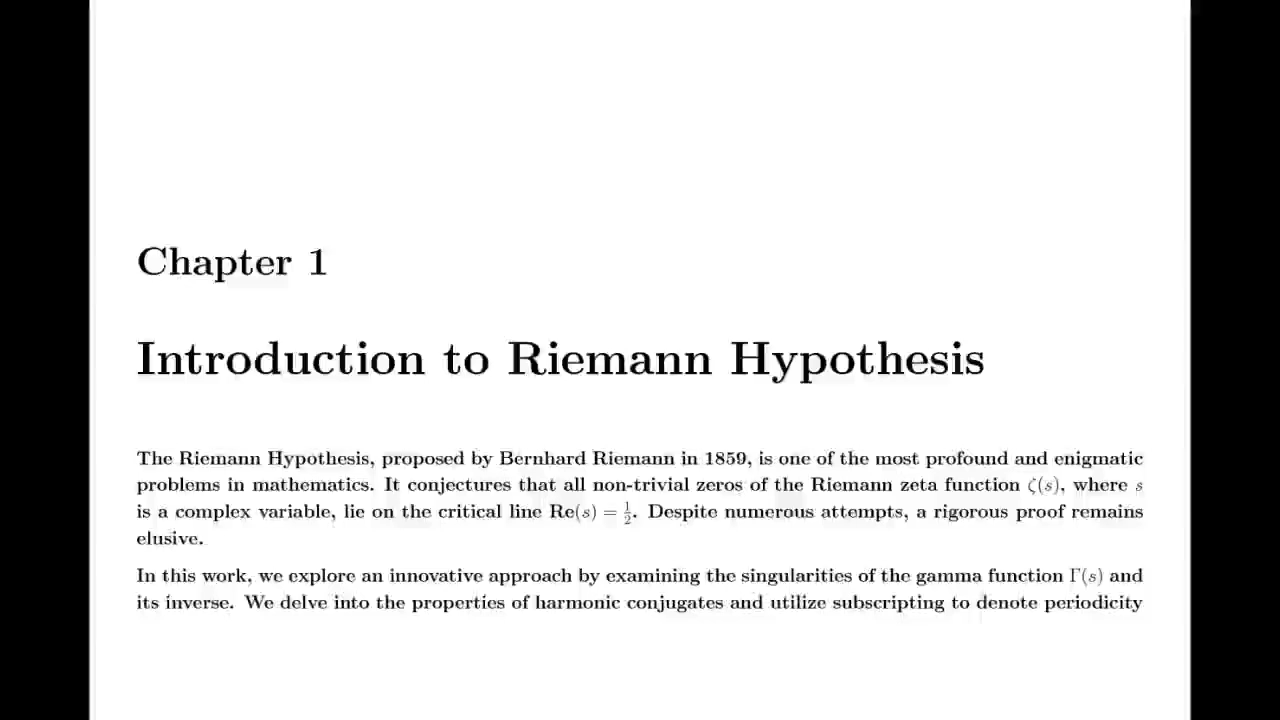 Chapter 1
Introduction to Riemann Hypothesis
The Riemann Hypothesis, proposed by Bernhard Riemann in 1859, is one of the most profound and enigmatic
problems in mathematics. It conjectures that all non-trivial zeros of the Riemann zeta function ζ(s), where s
is a complex variable, lie on the critical line Re(s) = 1/2. Despite numerous attempts, a rigorous proof remains
elusive.
In this work, we explore an innovative approach by examining the singularities of the gamma function Γ(s) and
its inverse. We delve into the properties of harmonic conjugates and utilize subscripting to denote periodicity